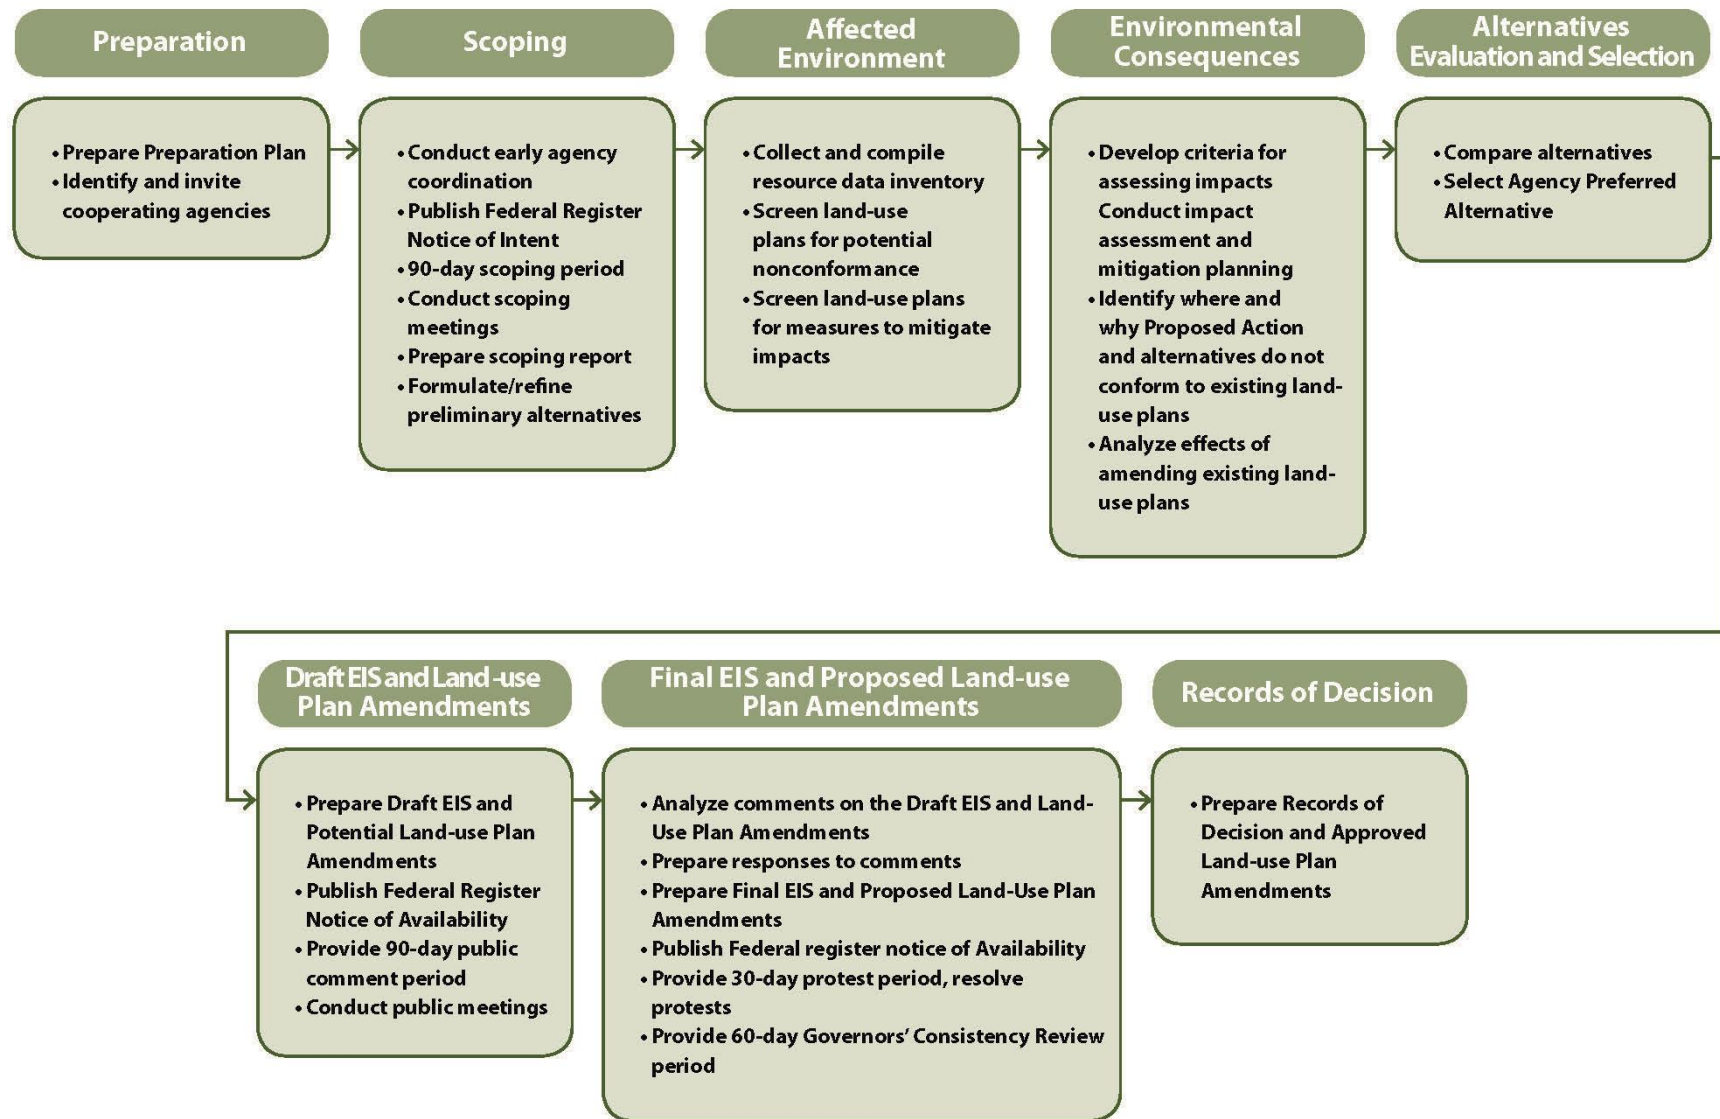 Preparation
• Prepare Preparation Plan
• Identify and invite
cooperating agencies
Scoping
• Conduct early agency
coordination
• Publish Federal Register
Notice of Intent
• 90-day scoping period
• Conduct scoping
meetings
• Prepare scoping report
• Formulate/refine
preliminary alternatives
Affected
Environment
• Collect and compile
resource data inventory
• Screen land-use
plans for potential
nonconformance
• Screen land-use plans
for measures to mitigate
impacts
Environmental
Consequences
• Develop criteria for
assessing impacts
Conduct impact
assessment and
mitigation planning
• Identify where and
why Proposed Action
and alternatives do not
conform to existing land-
use plans
• Analyze effects of
amending existing land-
use plans
Alternatives
Evaluation and Selection
• Compare alternatives
• Select Agency Preferred
Alternative
Draft EIS and Land-use
Plan Amendments
• Prepare Draft EIS and
Potential Land-use Plan
Amendments
• Publish Federal Register
Notice of Availability
• Provide 90-day public
comment period
• Conduct public meetings
Final EIS and Proposed Land-use
Plan Amendments
• Analyze comments on the Draft EIS and Land-
Use Plan Amendments
• Prepare responses to comments
• Prepare Final EIS and Proposed Land-Use Plan
Amendments
• Publish Federal register notice of Availability
• Provide 30-day protest period, resolve
protests
• Provide 60-day Governors' Consistency Review
period
Records of Decision
• Prepare Records of
Decision and Approved
Land-use Plan
Amendments